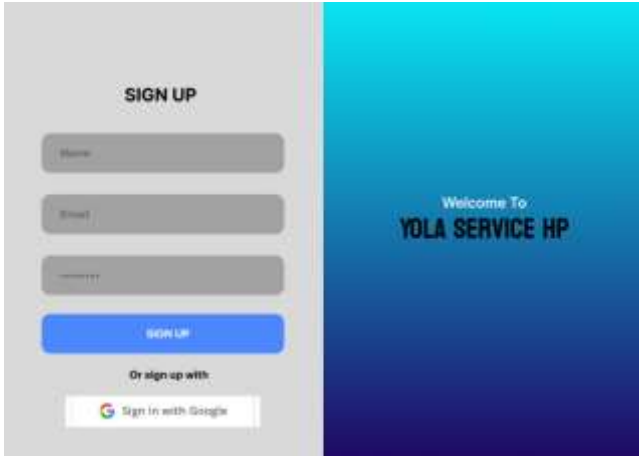 SIGN UP
Name
Email
SIGN UP
Or sign up with
Sign in with Google
Welcome To
YOLA SERVICE HP